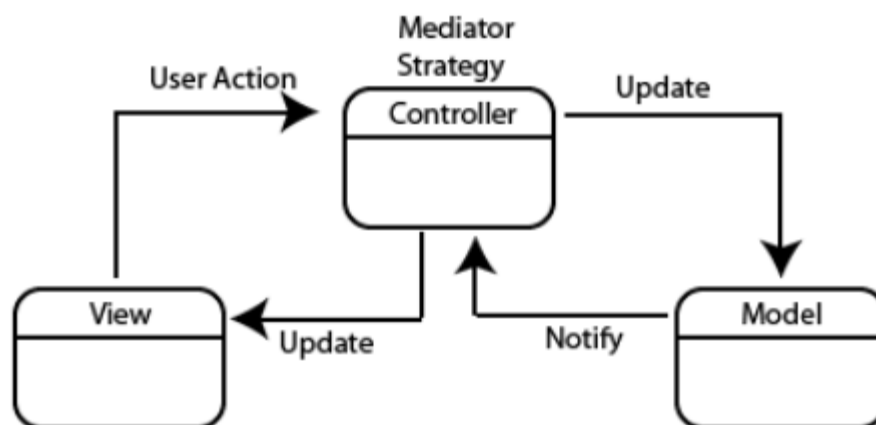 Mediator
Strategy
User Action
Controller
Update
View
Update
Notify
Model